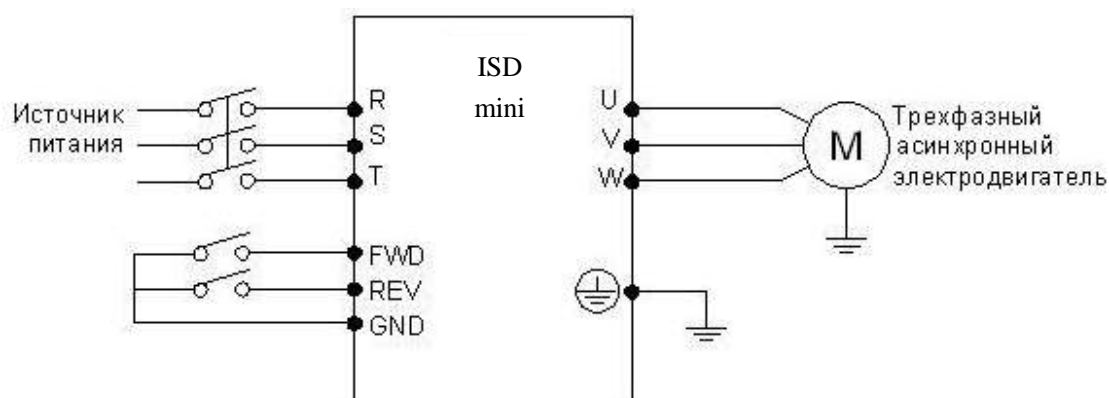 ISD
mini
Источник
питания
R
S
T
FWD
REV
GND
U
V
W
M
Трехфазный
асинхронный
электродвигатель